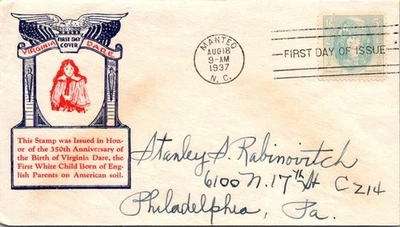 FIRST DAY
COVER
VIRGINIA DARE
This Stamp was Issued in Hon-
or of the 350th Anniversary of
the Birth of Virginia Dare, the
First White Child Born of Eng-
lish Parents on American soil.
MANTEO
AUG 18
9-AM
1937
N. C.
FIRST DAY OF ISSUE
Stanley S. Rabinovitch
6100 N. 17th St C214
Philadelphia, Pa.